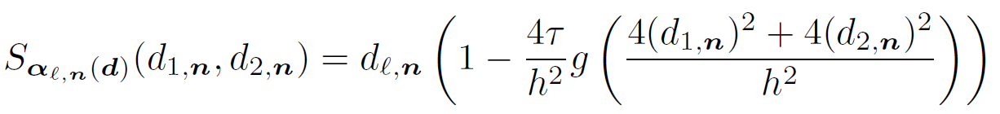 $S_{\boldsymbol{\alpha}_{\ell,\boldsymbol{n}}(\boldsymbol{d})}(d_{1,\boldsymbol{n}}, d_{2,\boldsymbol{n}}) = d_{\ell,\boldsymbol{n}} \left( 1 - \frac{4\tau}{h^2} g \left( \frac{4(d_{1,\boldsymbol{n}})^2 + 4(d_{2,\boldsymbol{n}})^2}{h^2} \right) \right)$